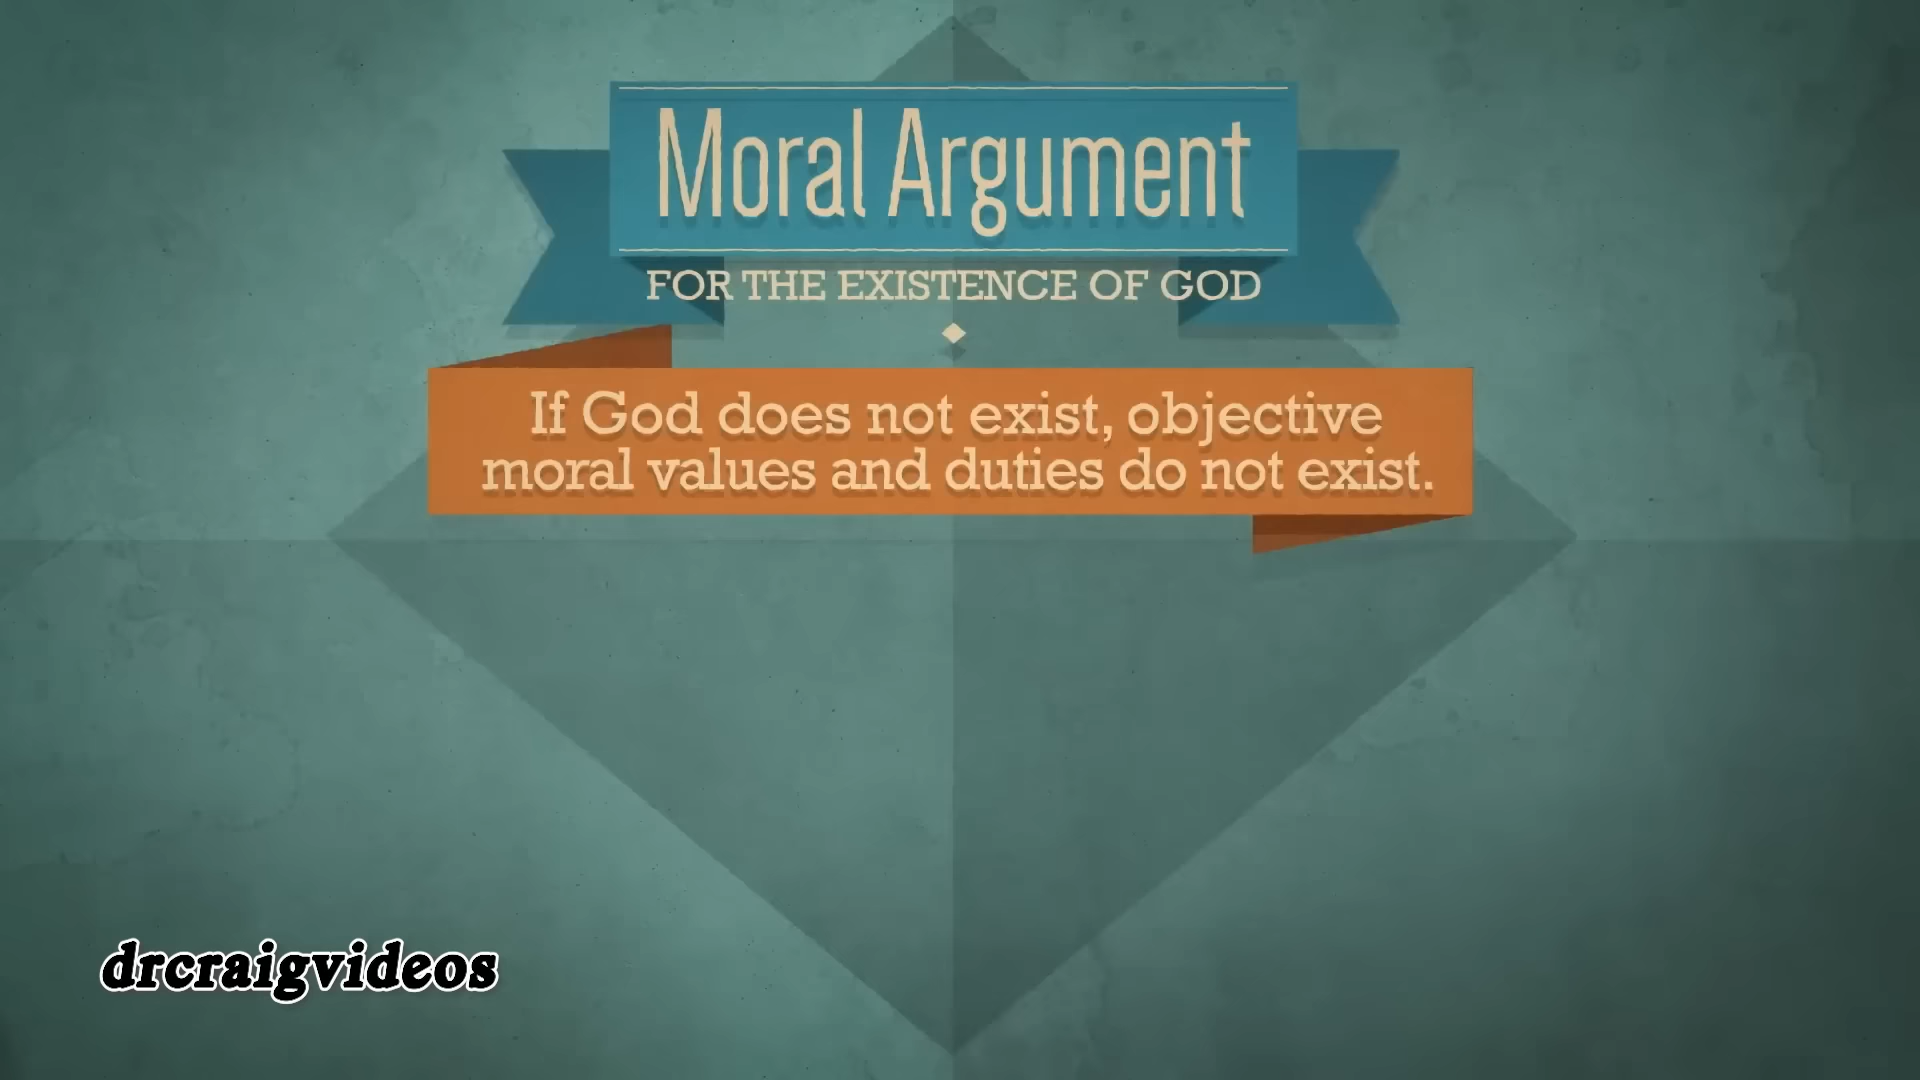 Moral Argument
FOR THE EXISTENCE OF GOD
If God does not exist, objective
moral values and duties do not exist.
drcraigvideos